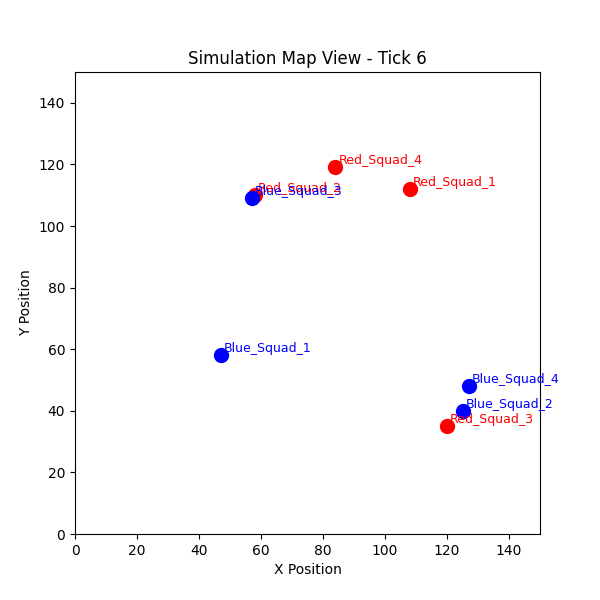 Simulation Map View - Tick 6
140
120
100
80
60
40
20
0
Y Position
Red_Squad_4
Red_Squad_1
Red_Squad_2
Blue_Squad_3
Blue_Squad_1
Blue_Squad_4
Blue_Squad_2
Red_Squad_3
0 20 40 60 80 100 120 140
X Position